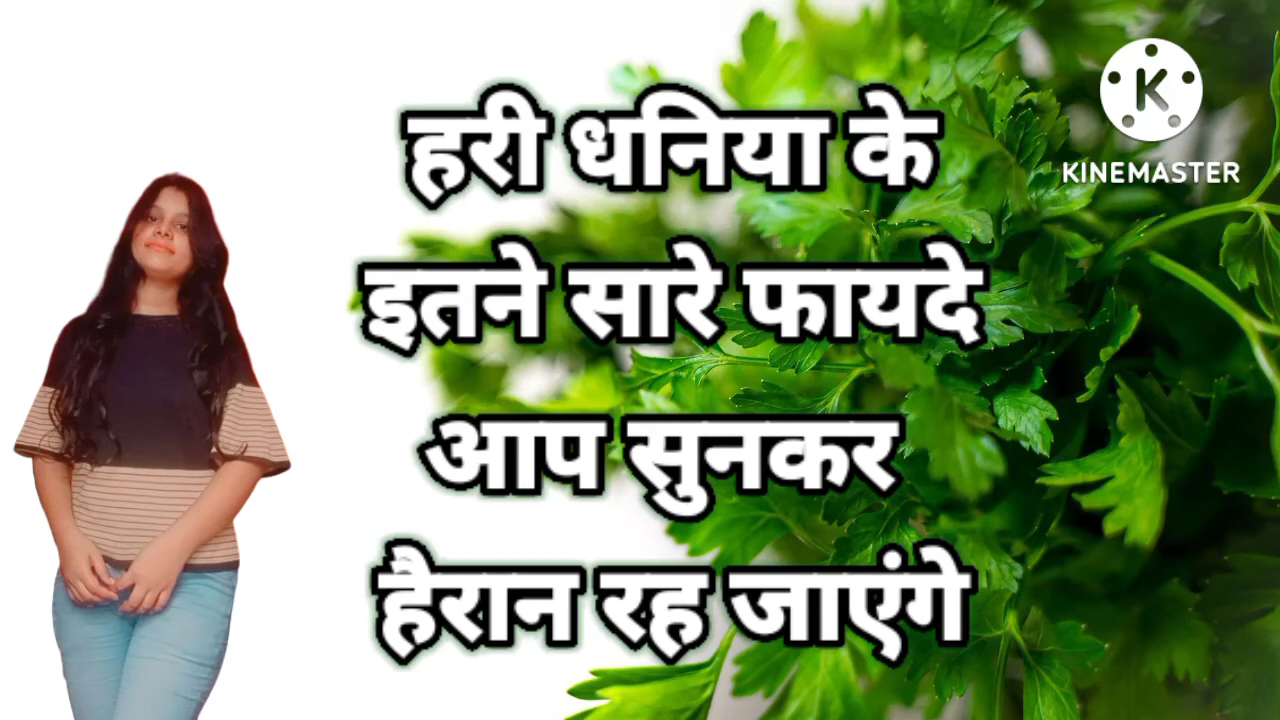 हरी धनिया के
इतने सारे फायदे
आप सुनकर
हैरान रह जाएंगे
K
KINEMASTER